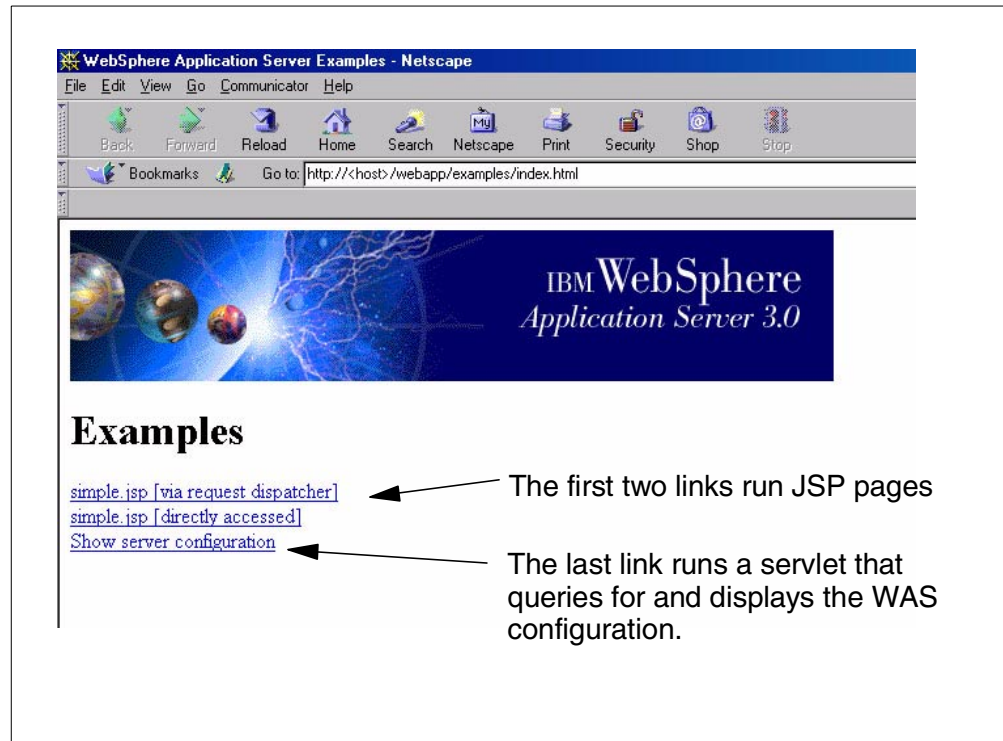 WebSphere Application Server Examples - Netscape
File Edit View Go Communicator Help
Back Forward Reload Home Search Netscape Print Security Shop Stop
My
Bookmarks Go to: http://<host>/webapp/examples/index.html
IBM WebSphere
Application Server 3.0
Examples
simple.jsp [via request dispatcher]
The first two links run JSP pages
simple.jsp [directly accessed]
Show server configuration
The last link runs a servlet that
queries for and displays the WAS
configuration.